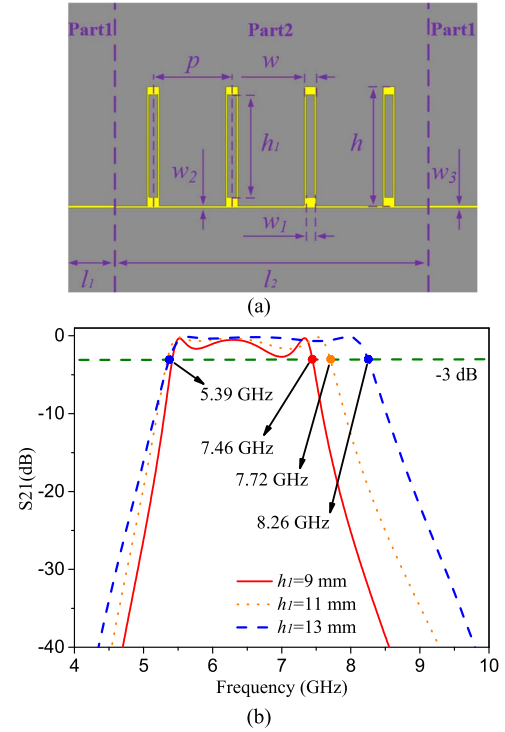 Part1 Part2 Part1
p w
w2 h1 h w3
w1
l1 l2
(a)
0
-10
-20
-30
-40
S21(dB)
-3 dB
5.39 GHz
7.46 GHz
7.72 GHz
8.26 GHz
h1=9 mm
h1=11 mm
h1=13 mm
4 5 6 7 8 9 10
Frequency (GHz)
(b)